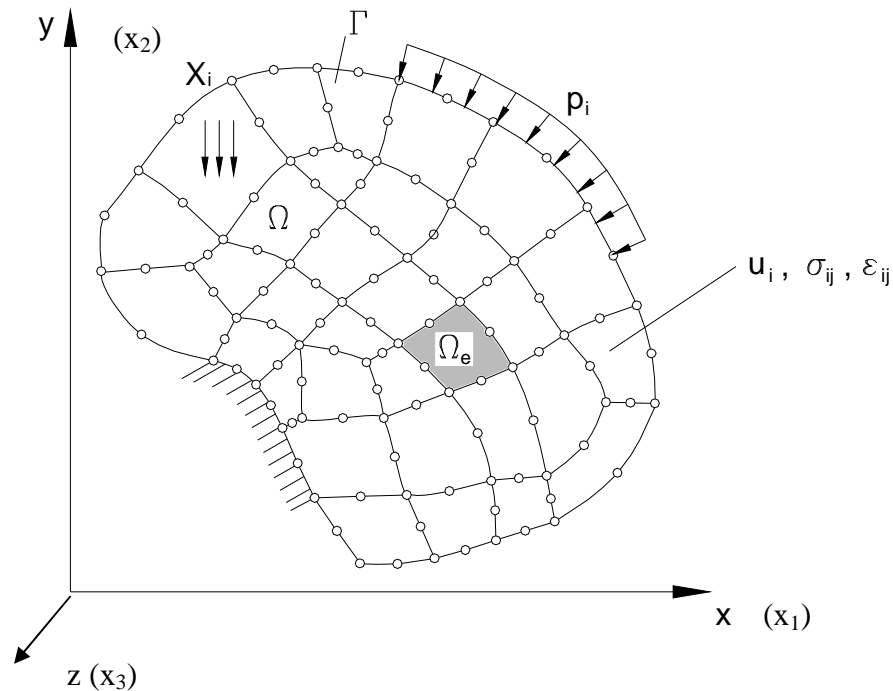 y (x₂)
Γ
Xᵢ
pᵢ
Ω
uᵢ , σᵢⱼ , εᵢⱼ
Ωₑ
x (x₁)
z (x₃)